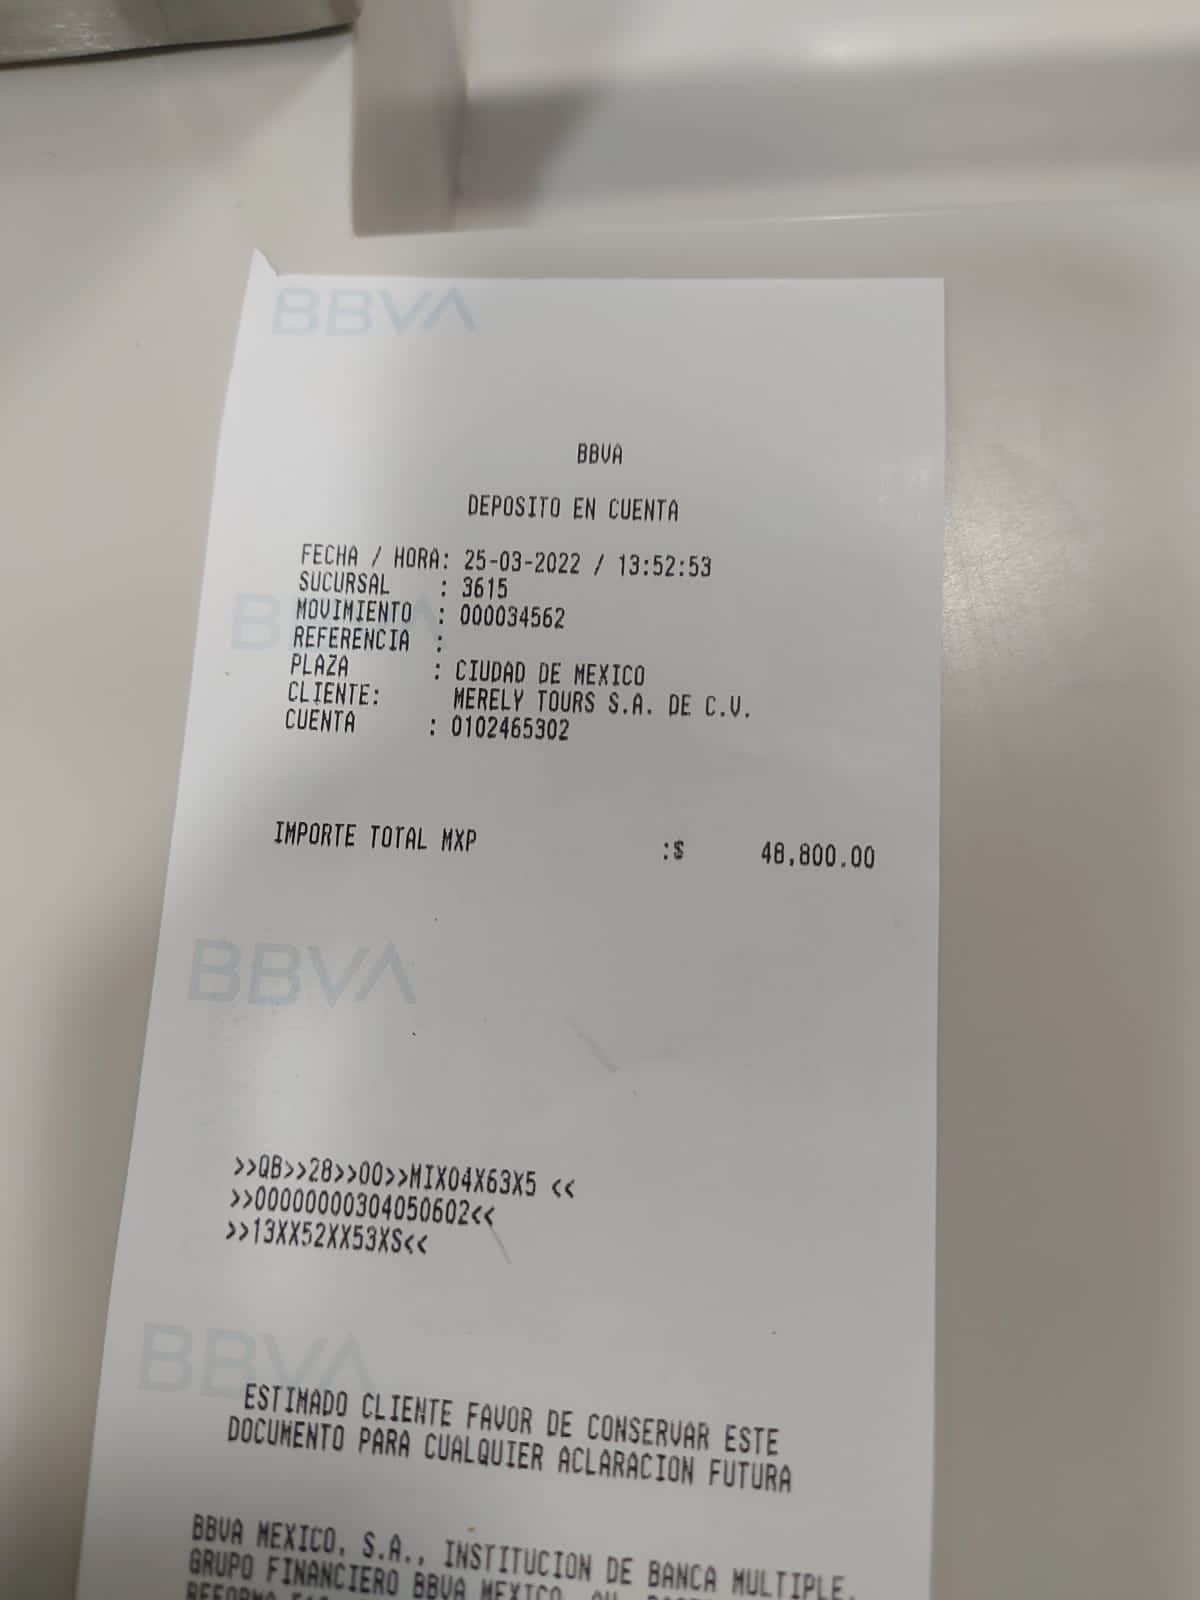 BBVA
BBVA
DEPOSITO EN CUENTA
FECHA / HORA: 25-03-2022 / 13:52:53
SUCURSAL : 3615
MOVIMIENTO : 000034562
REFERENCIA :
PLAZA : CIUDAD DE MEXICO
CLIENTE: MERELY TOURS S.A. DE C.V.
CUENTA : 0102465302
IMPORTE TOTAL MXP :$ 48,800.00
BBVA
>>QB>>28>>00>>MIX04X63X5 <<
>>00000000304050602<<
>>13XX52XX53XS<<
BBVA
ESTIMADO CLIENTE FAVOR DE CONSERVAR ESTE
DOCUMENTO PARA CUALQUIER ACLARACION FUTURA
BBVA MEXICO, S.A., INSTITUCION DE BANCA MULTIPLE,
GRUPO FINANCIERO BBVA MEXICO. AV.
REFORMA